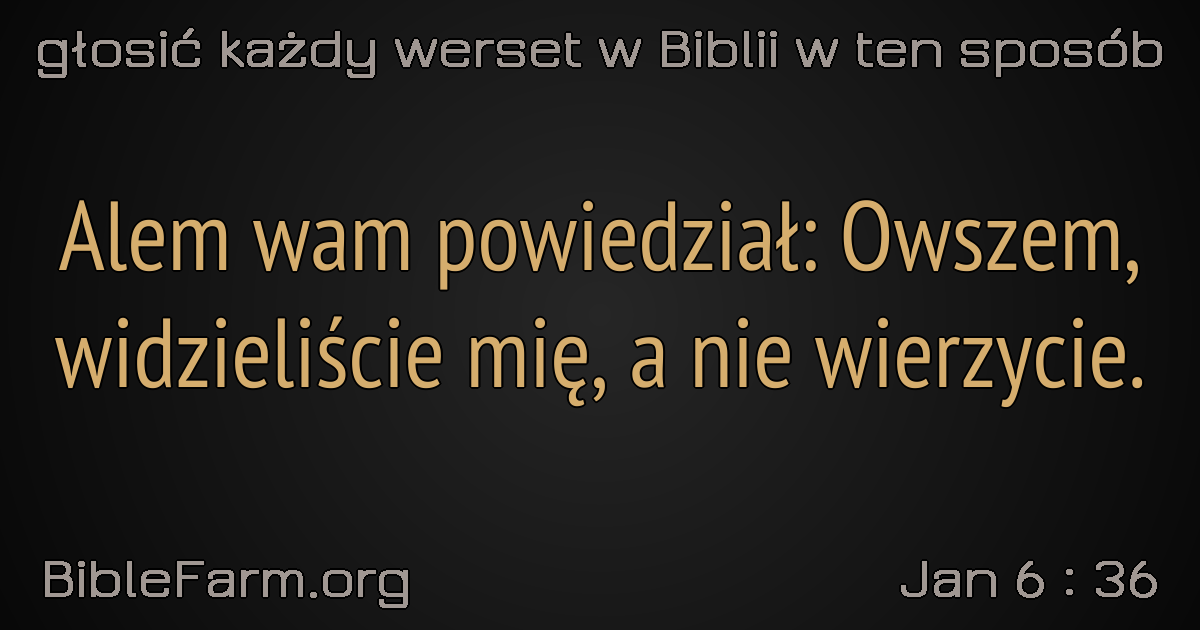 głosić każdy werset w Biblii w ten sposób
Alem wam powiedział: Owszem,
widzieliście mię, a nie wierzycie.
BibleFarm.org
Jan 6 : 36